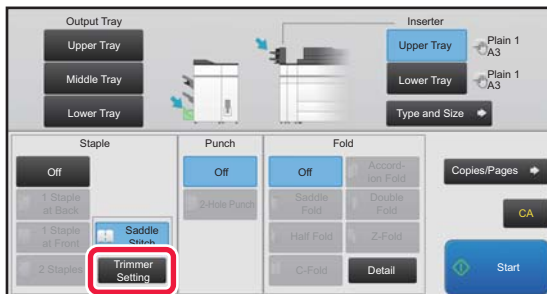 Output Tray
Upper Tray
Middle Tray
Lower Tray
Inserter
Upper Tray
Plain 1
A3
Lower Tray
Plain 1
A3
Type and Size
Staple
Off
1 Staple
at Back
1 Staple
at Front
2 Staples
Saddle
Stitch
Trimmer
Setting
Punch
Off
2-Hole Punch
Fold
Off
Accord-
ion Fold
Saddle
Fold
Double
Fold
Half Fold
Z-Fold
C-Fold
Detail
Copies/Pages
CA
Start